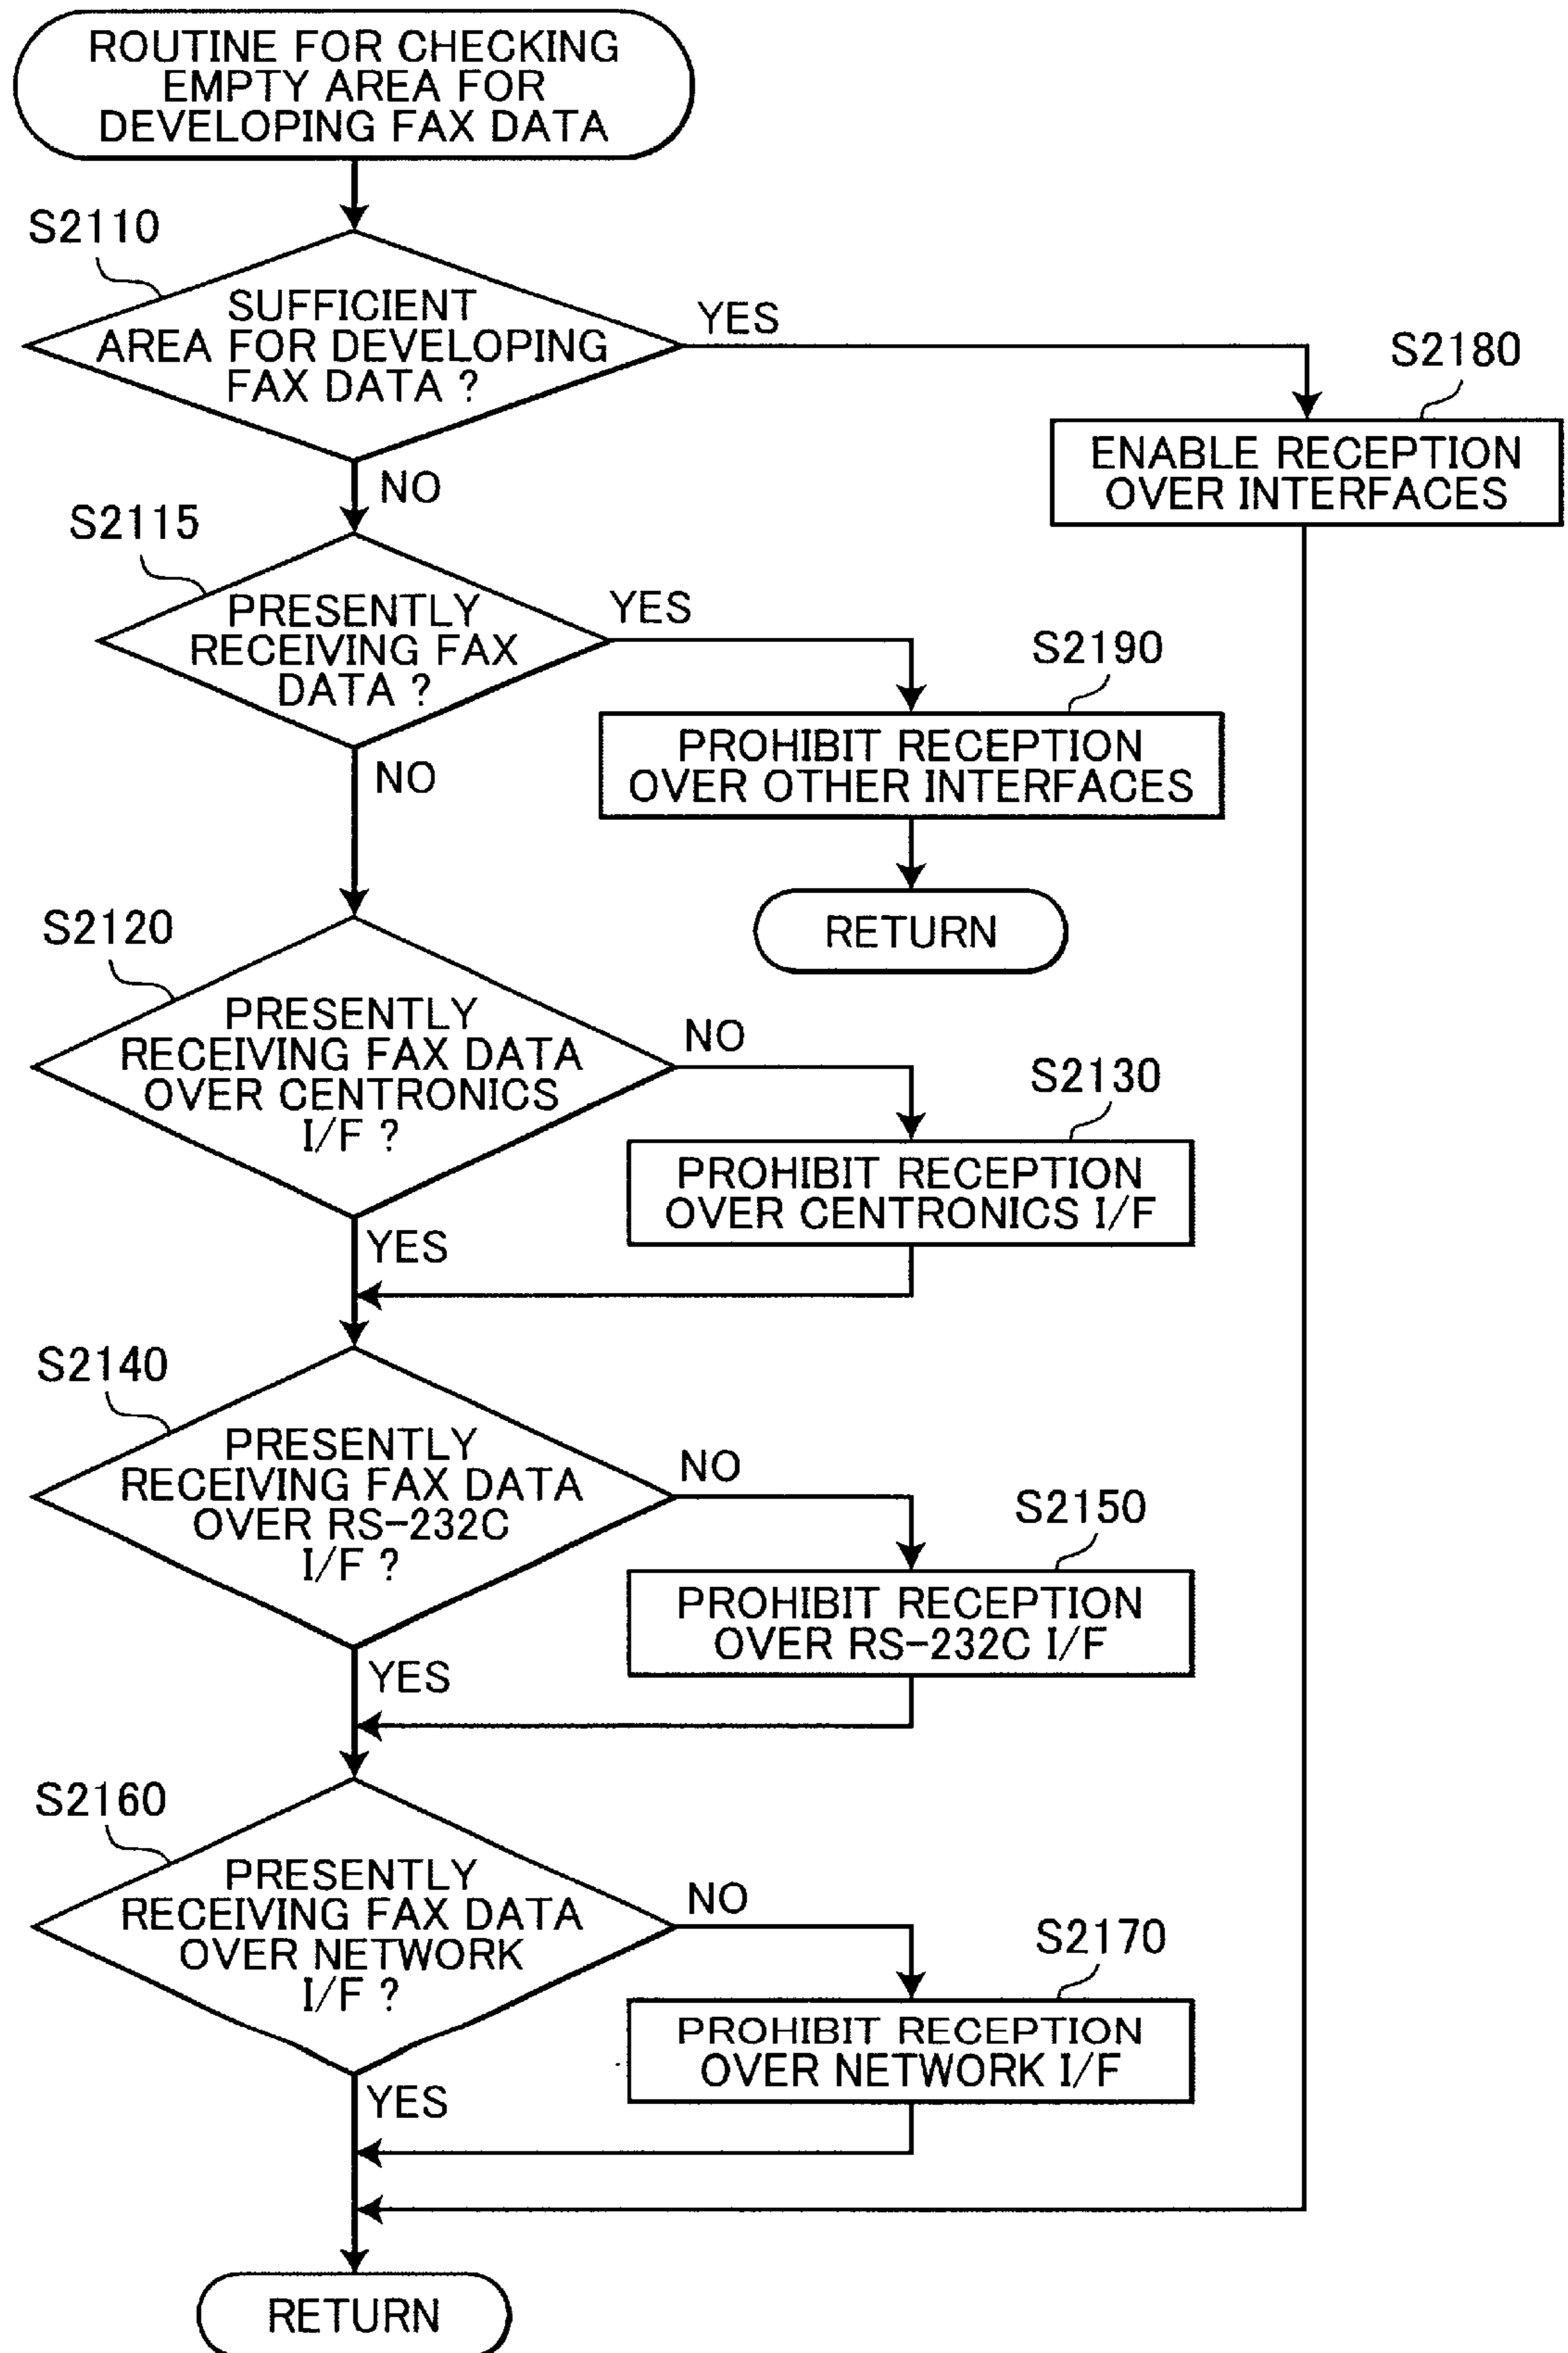 ROUTINE FOR CHECKING
EMPTY AREA FOR
DEVELOPING FAX DATA
S2110
SUFFICIENT
AREA FOR DEVELOPING
FAX DATA ?
YES
NO
S2180
ENABLE RECEPTION
OVER INTERFACES
S2115
PRESENTLY
RECEIVING FAX
DATA ?
YES
NO
S2190
PROHIBIT RECEPTION
OVER OTHER INTERFACES
RETURN
S2120
PRESENTLY
RECEIVING FAX DATA
OVER CENTRONICS
I/F ?
NO
YES
S2130
PROHIBIT RECEPTION
OVER CENTRONICS I/F
S2140
PRESENTLY
RECEIVING FAX DATA
OVER RS-232C
I/F ?
NO
YES
S2150
PROHIBIT RECEPTION
OVER RS-232C I/F
S2160
PRESENTLY
RECEIVING FAX DATA
OVER NETWORK
I/F ?
NO
YES
S2170
PROHIBIT RECEPTION
OVER NETWORK I/F
RETURN